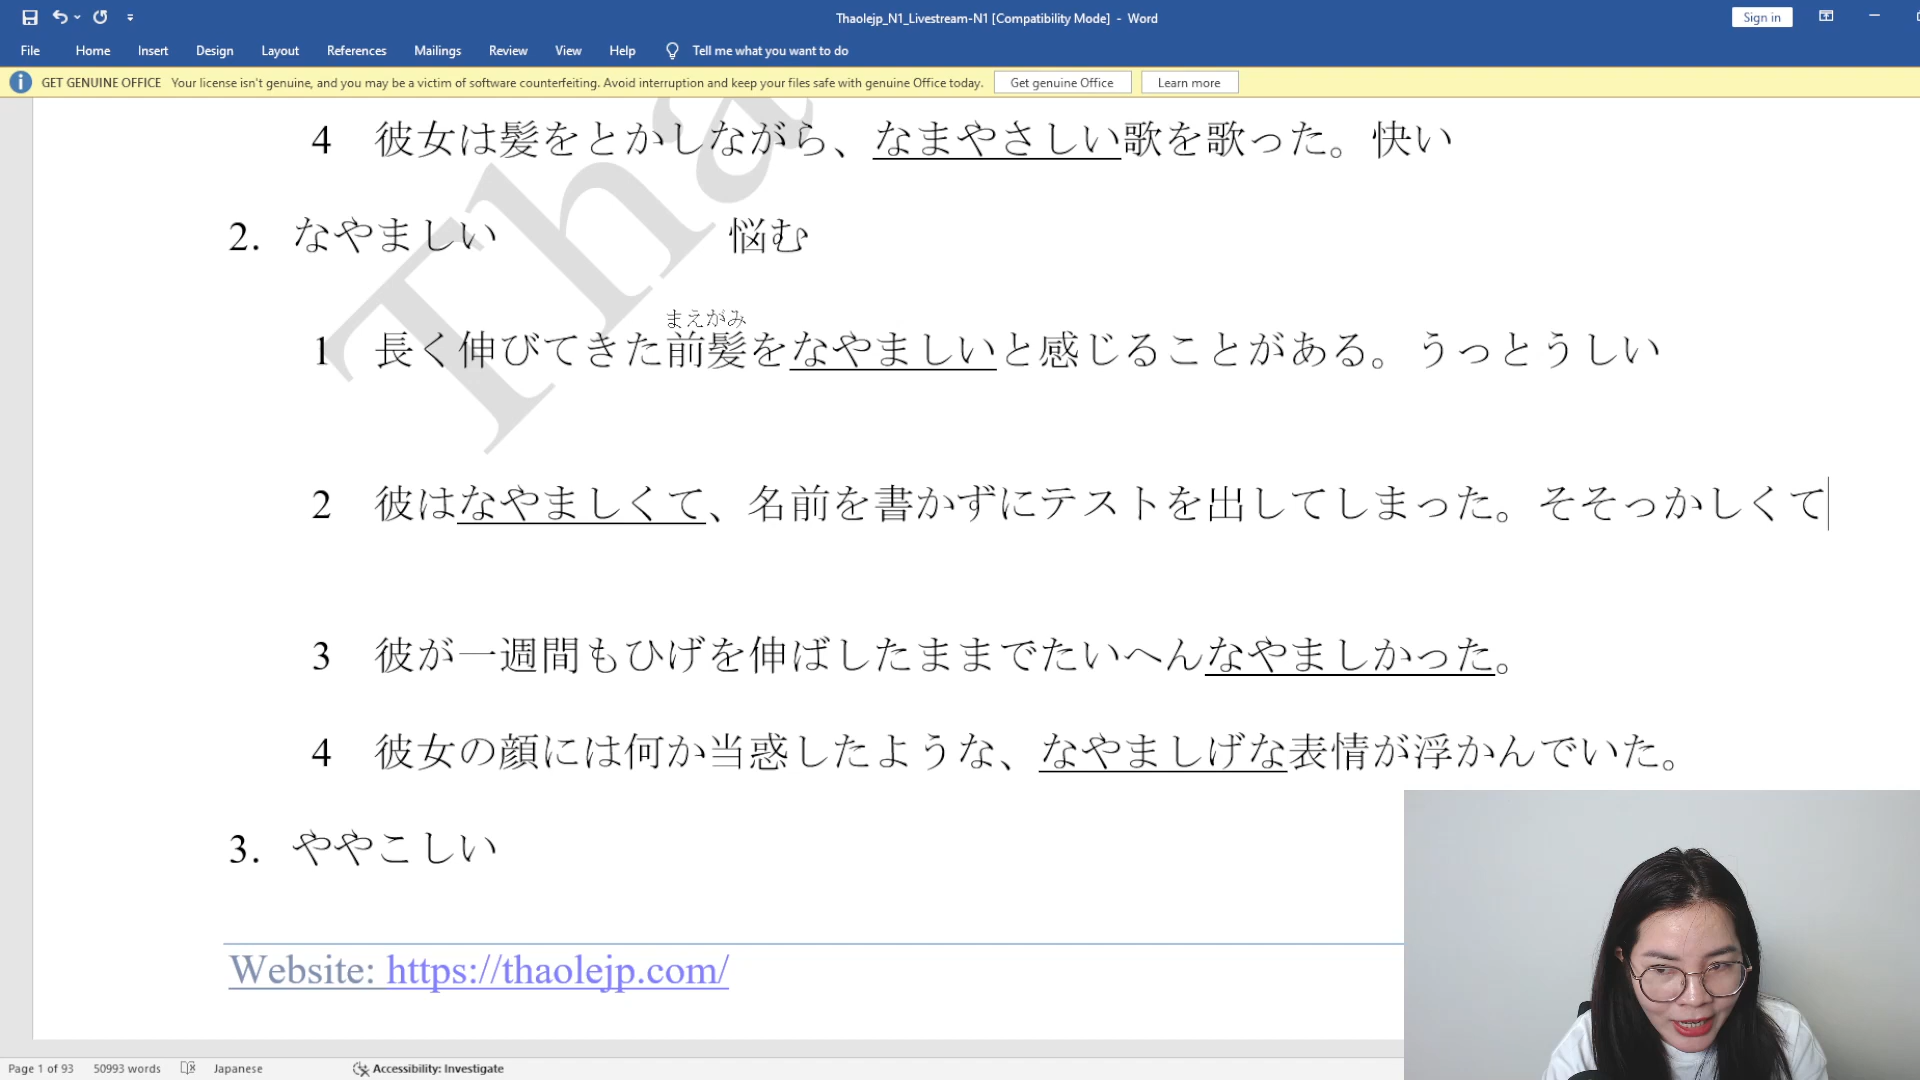 Thaolejp_N1_Livestream-N1 [Compatibility Mode] - Word
Sign in
File Home Insert Design Layout References Mailings Review View Help Tell me what you want to do
GET GENUINE OFFICE Your license isn't genuine, and you may be a victim of software counterfeiting. Avoid interruption and keep your files safe with genuine Office today. Get genuine Office Learn more
Tha
4 彼女は髪をとかしながら、なまやさしい歌を歌った。快い
2. なやましい 悩む
まえがみ
1 長く伸びてきた前髪をなやましいと感じることがある。うっとうしい
2 彼はなやましくて、名前を書かずにテストを出してしまった。そそっかしくて
3 彼が一週間もひげを伸ばしたままでたいへんなやましかった。
4 彼女の顔には何か当惑したような、なやましげな表情が浮かんでいた。
3. ややこしい
Website: https://thaolejp.com/
Page 1 of 93 50993 words Japanese Accessibility: Investigate